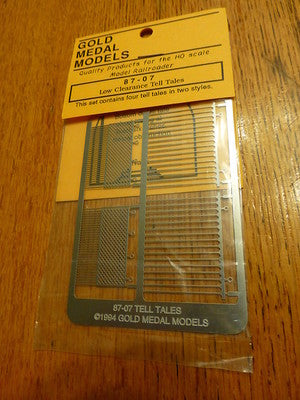 GOLD
MEDAL
MODELS
Quality Products for the HO scale
Model Railroader
87-07
Low Clearance Tell Tales
This set contains four tell tales in two styles.
87-07 TELL TALES
©1994 GOLD MEDAL MODELS